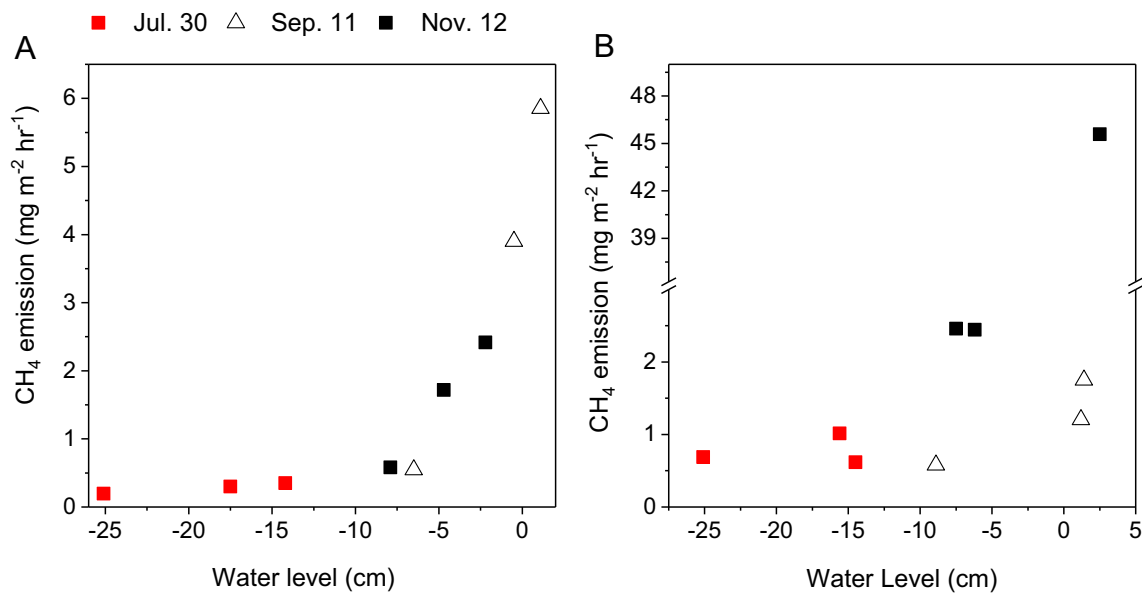 Jul. 30 Sep. 11 Nov. 12
A
B
CH₄ emission (mg m⁻² hr⁻¹)
6
5
4
3
2
1
0
-25 -20 -15 -10 -5 0
Water level (cm)
CH₄ emission (mg m⁻² hr⁻¹)
48
45
42
39
2
1
0
-25 -20 -15 -10 -5 0 5
Water Level (cm)